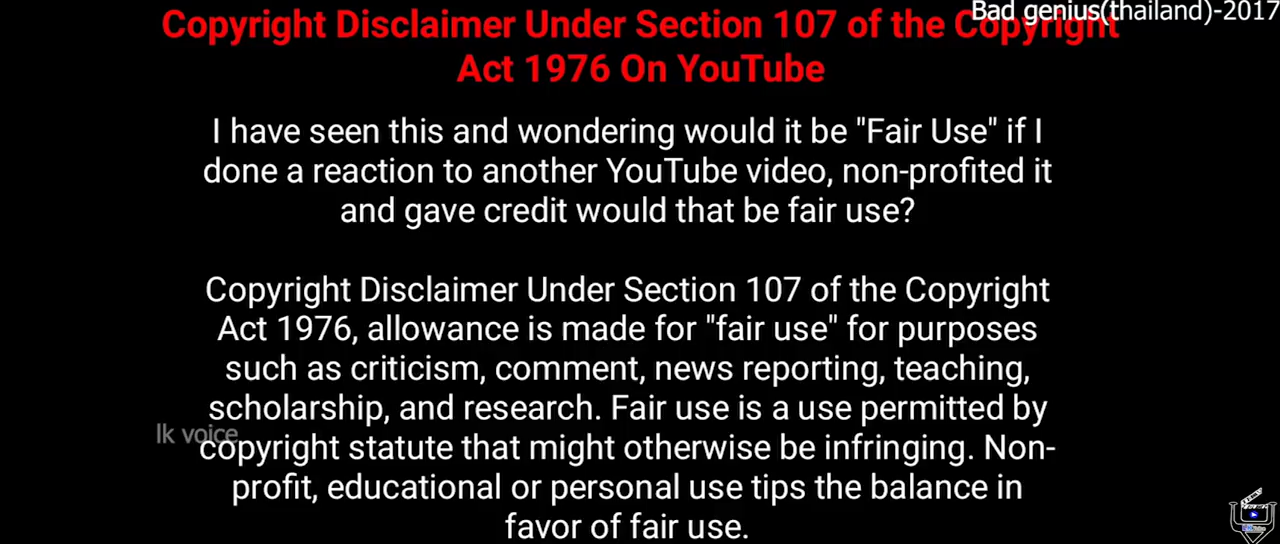 Bad genius(thailand)-2017
Copyright Disclaimer Under Section 107 of the Copyright
Act 1976 On YouTube
I have seen this and wondering would it be "Fair Use" if I
done a reaction to another YouTube video, non-profited it
and gave credit would that be fair use?
Copyright Disclaimer Under Section 107 of the Copyright
Act 1976, allowance is made for "fair use" for purposes
such as criticism, comment, news reporting, teaching,
scholarship, and research. Fair use is a use permitted by
lk voice
copyright statute that might otherwise be infringing. Non-
profit, educational or personal use tips the balance in
favor of fair use.